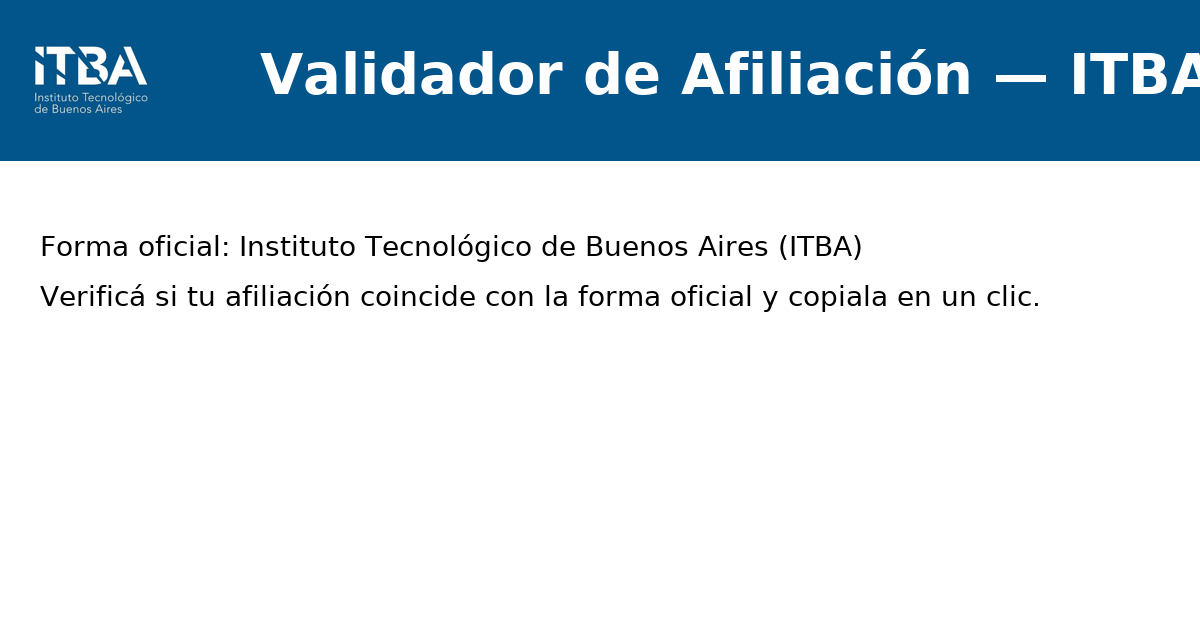 ITBA
Instituto Tecnológico
de Buenos Aires
Validador de Afiliación — ITBA
Forma oficial: Instituto Tecnológico de Buenos Aires (ITBA)
Verificá si tu afiliación coincide con la forma oficial y copiala en un clic.